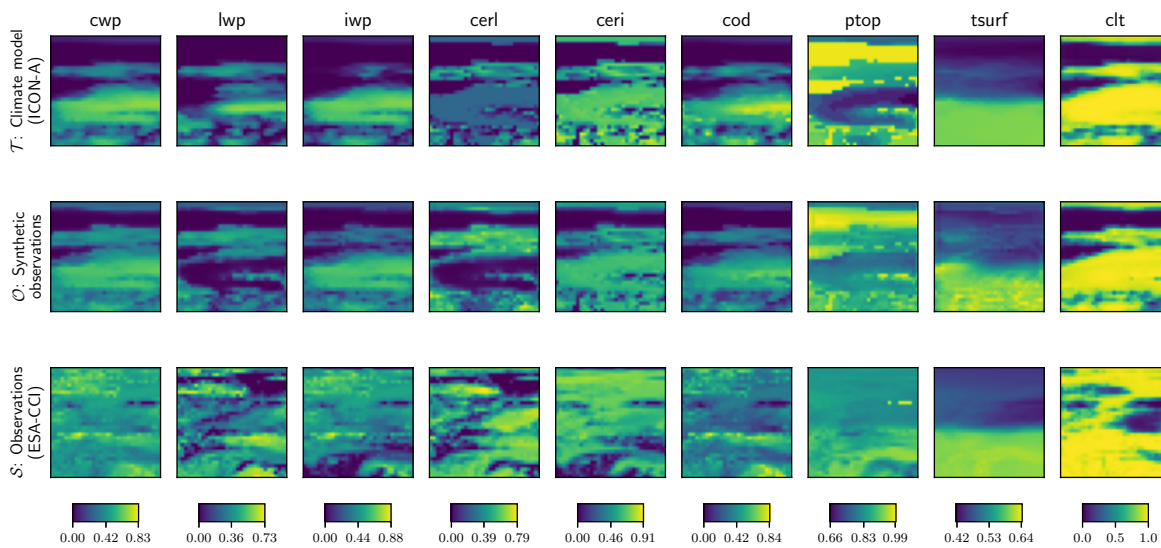 cwp lwp iwp cerl ceri cod ptop tsurf clt
𝒯: Climate model
(ICON-A)
𝒪: Synthetic
observations
𝒮: Observations
(ESA-CCI)
0.00 0.42 0.83 0.00 0.36 0.73 0.00 0.44 0.88 0.00 0.39 0.79 0.00 0.46 0.91 0.00 0.42 0.84 0.66 0.83 0.99 0.42 0.53 0.64 0.0 0.5 1.0